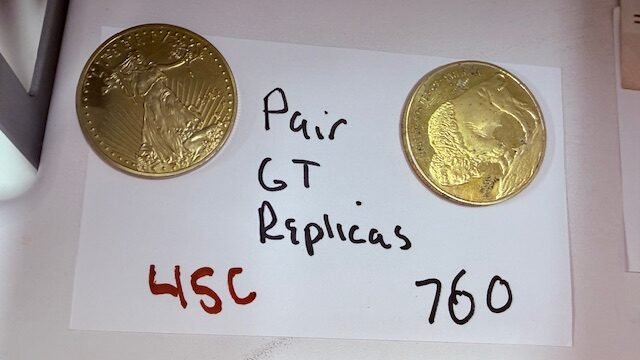 Pair
GT
Replicas
45C 760